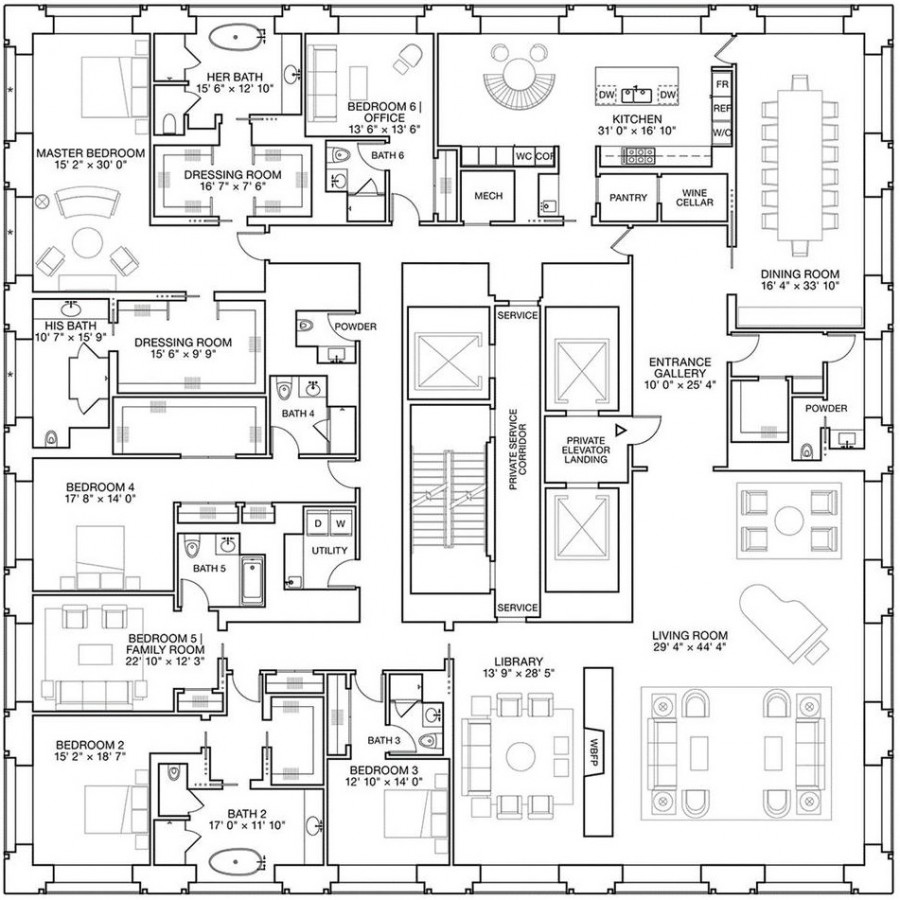 HER BATH
15' 6" × 12' 10"
BEDROOM 6 |
OFFICE
13' 6" × 13' 6"
DW
DW
KITCHEN
31' 0" × 16' 10"
FR
REF
W/C
MASTER BEDROOM
15' 2" × 30' 0"
DRESSING ROOM
16' 7" × 7' 6"
BATH 6
WC
COF
MECH
PANTRY
WINE
CELLAR
DINING ROOM
16' 4" × 33' 10"
HIS BATH
10' 7" × 15' 9"
DRESSING ROOM
15' 6" × 9' 9"
POWDER
SERVICE
ENTRANCE
GALLERY
10' 0" × 25' 4"
BATH 4
PRIVATE SERVICE
CORRIDOR
PRIVATE
ELEVATOR
LANDING
POWDER
BEDROOM 4
17' 8" × 14' 0"
D
W
UTILITY
BATH 5
SERVICE
BEDROOM 5 |
FAMILY ROOM
22' 10" × 12' 3"
LIBRARY
13' 9" × 28' 5"
LIVING ROOM
29' 4" × 44' 4"
BEDROOM 2
15' 2" × 18' 7"
BATH 3
WBFP
BEDROOM 3
12' 10" × 14' 0"
BATH 2
17' 0" × 11' 10"